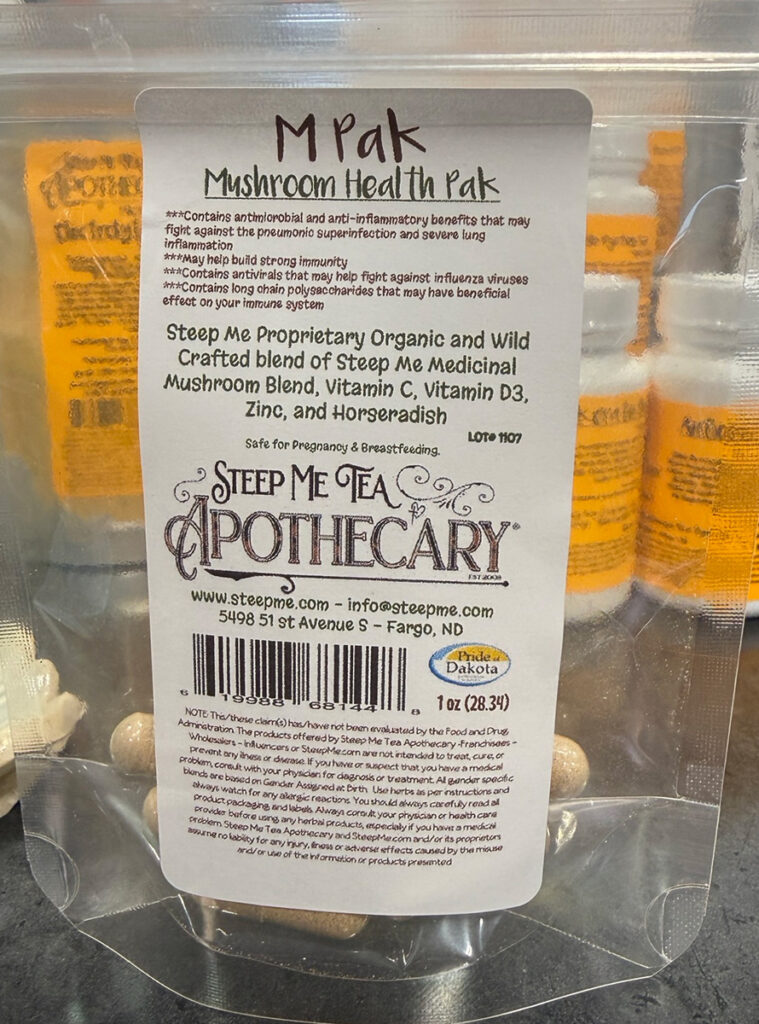 M Pak
Mushroom Health Pak
***Contains antimicrobial and anti-inflammatory benefits that may
fight against the pneumonic superinfection and severe lung
inflammation
***May help build strong immunity
***Contains antivirals that may help fight against influenza viruses
***Contains long chain polysaccharides that may have beneficial
effect on your immune system
Steep Me Proprietary Organic and Wild
Crafted blend of Steep Me Medicinal
Mushroom Blend, Vitamin C, Vitamin D3,
Zinc, and Horseradish
LOT# 1107
Safe for Pregnancy & Breastfeeding.
STEEP ME TEA
APOTHECARY®
EST 2008
www.steepme.com - info@steepme.com
5498 51 st Avenue S - Fargo, ND
6 19988 68144 8
Pride of
Dakota
1 oz (28.34)
NOTE: This/these claim(s) has/have not been evaluated by the Food and Drug
Administration. The products offered by Steep Me Tea Apothecary -Franchisees -
Wholesalers - Influencers or SteepMe.com are not intended to treat, cure, or
prevent any illness or disease. If you have or suspect that you have a medical
problem, consult with your physician for diagnosis or treatment. All gender specific
blends are based on Gender Assigned at Birth. Use herbs as per instructions and
always watch for any allergic reactions. You should always carefully read all
product packaging and labels. Always consult your physician or health care
provider before using any herbal products, especially if you have a medical
problem. Steep Me Tea Apothecary and SteepMe.com and/or its proprietors
assume no liability for any injury, illness or adverse effects caused by the misuse
and/or use of the information or products presented